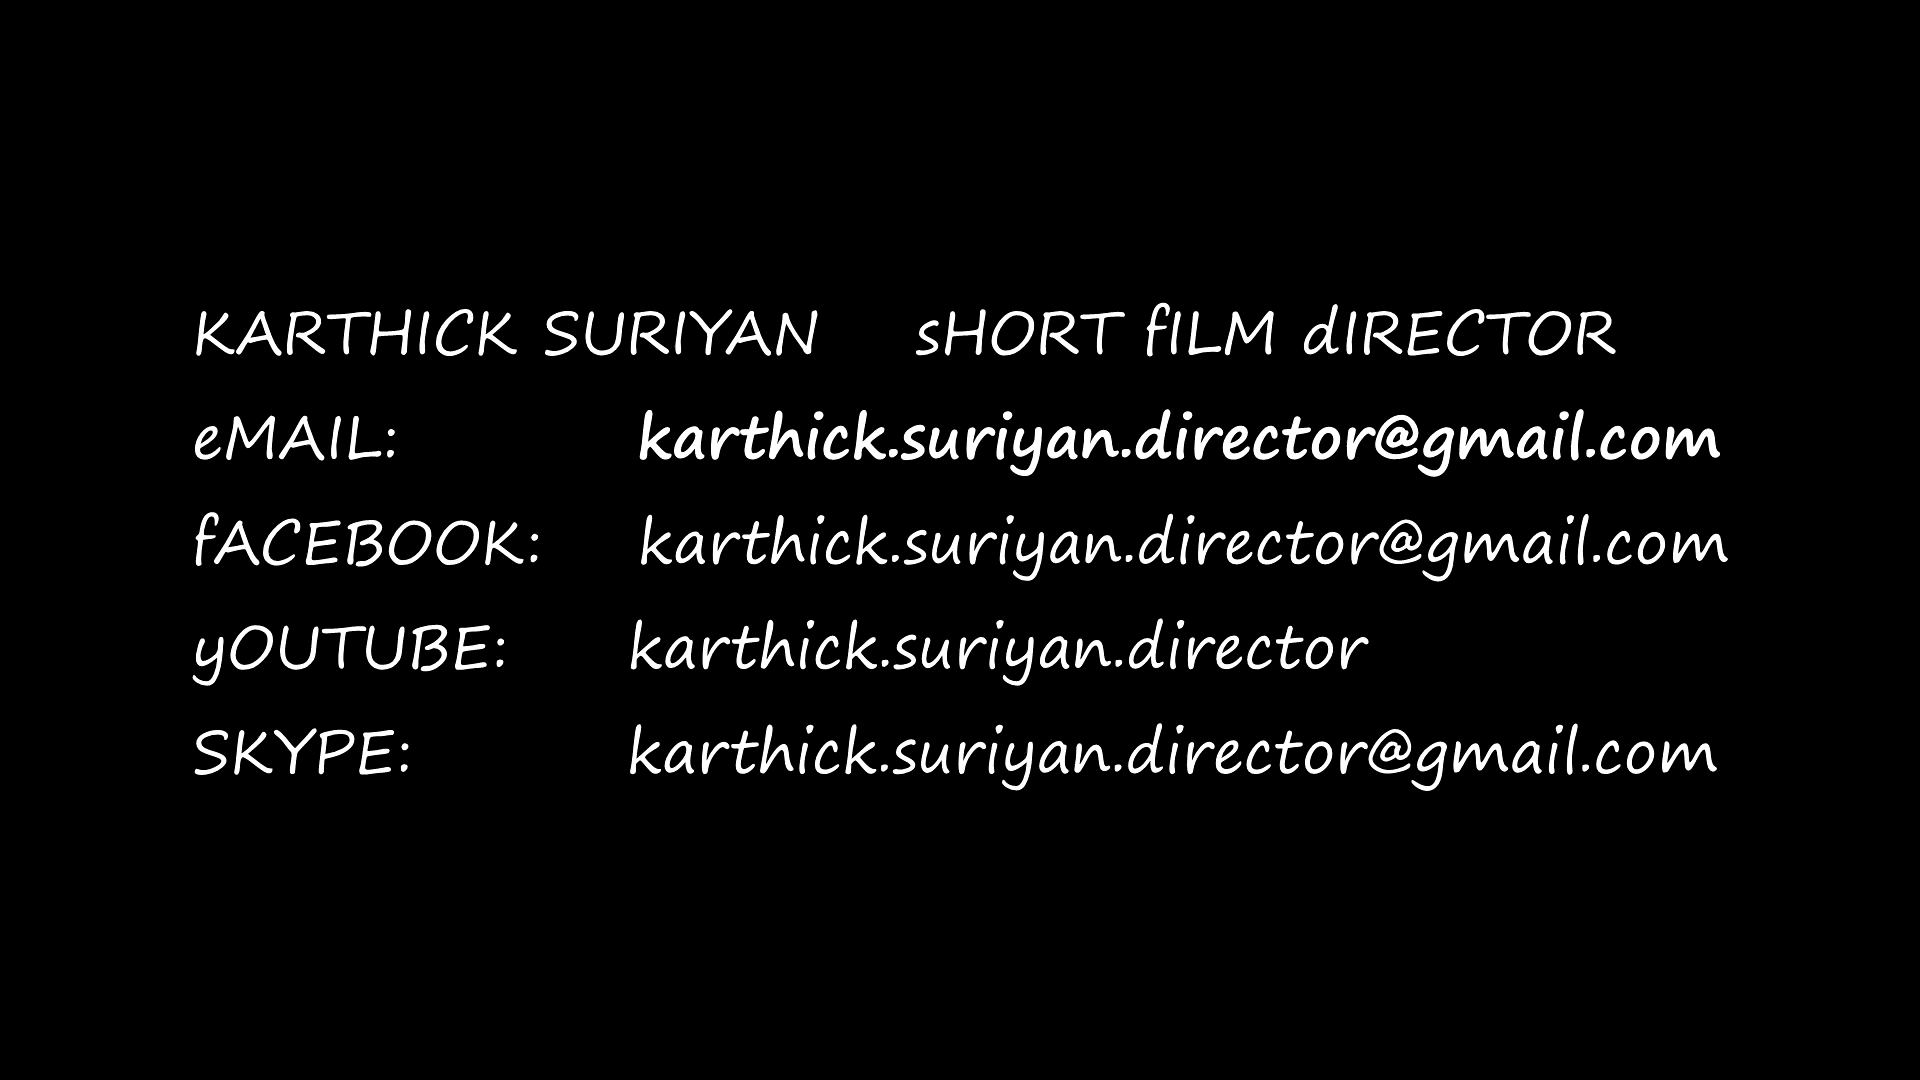 KARTHICK SURIYAN sHORT fILM dIRECTOR
eMAIL: karthick.suriyan.director@gmail.com
fACEBOOK: karthick.suriyan.director@gmail.com
yOUTUBE: karthick.suriyan.director
SKYPE: karthick.suriyan.director@gmail.com